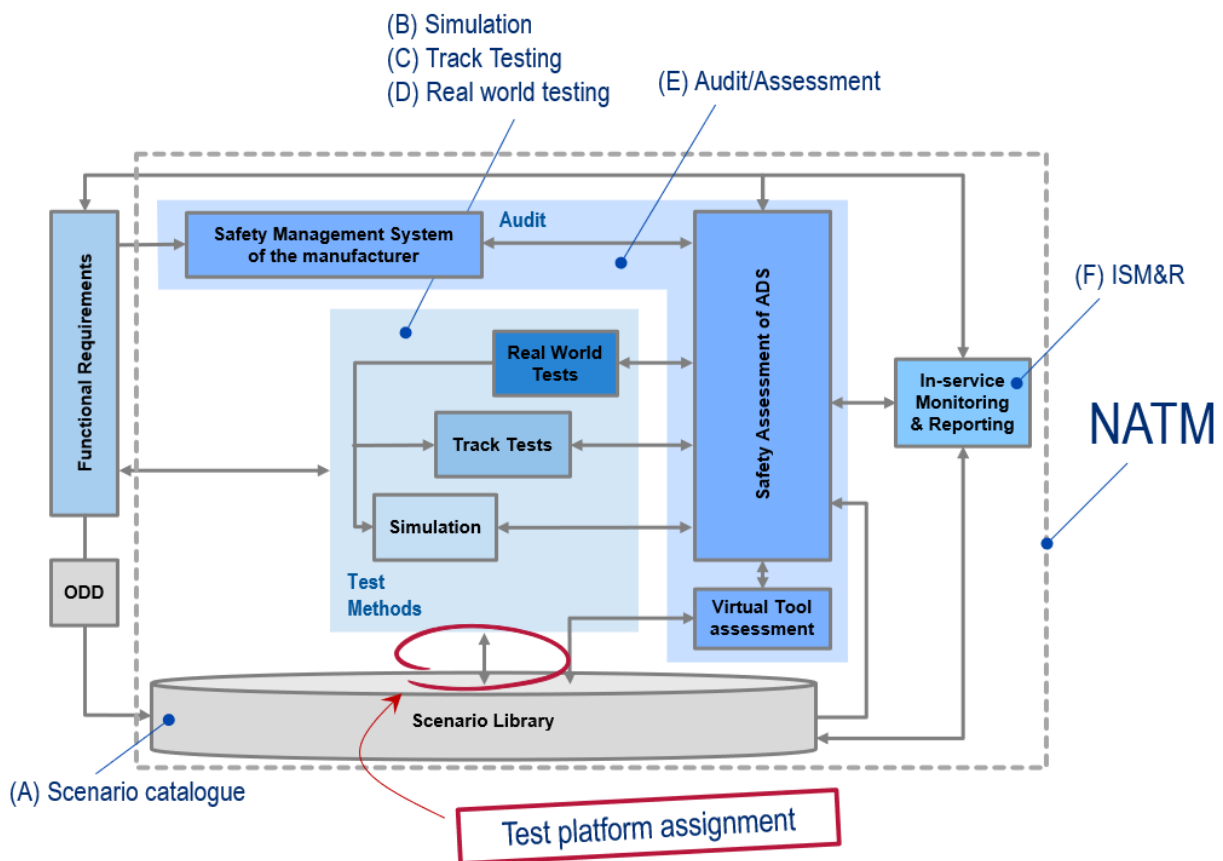 (B) Simulation
(C) Track Testing
(D) Real world testing
(E) Audit/Assessment
Safety Management System
of the manufacturer
Audit
Functional Requirements
Safety Assessment of ADS
(F) ISM&R
Real World
Tests
In-service
Monitoring
& Reporting
NATM
Track Tests
Simulation
ODD
Test
Methods
Virtual Tool
assessment
Scenario Library
(A) Scenario catalogue
Test platform assignment